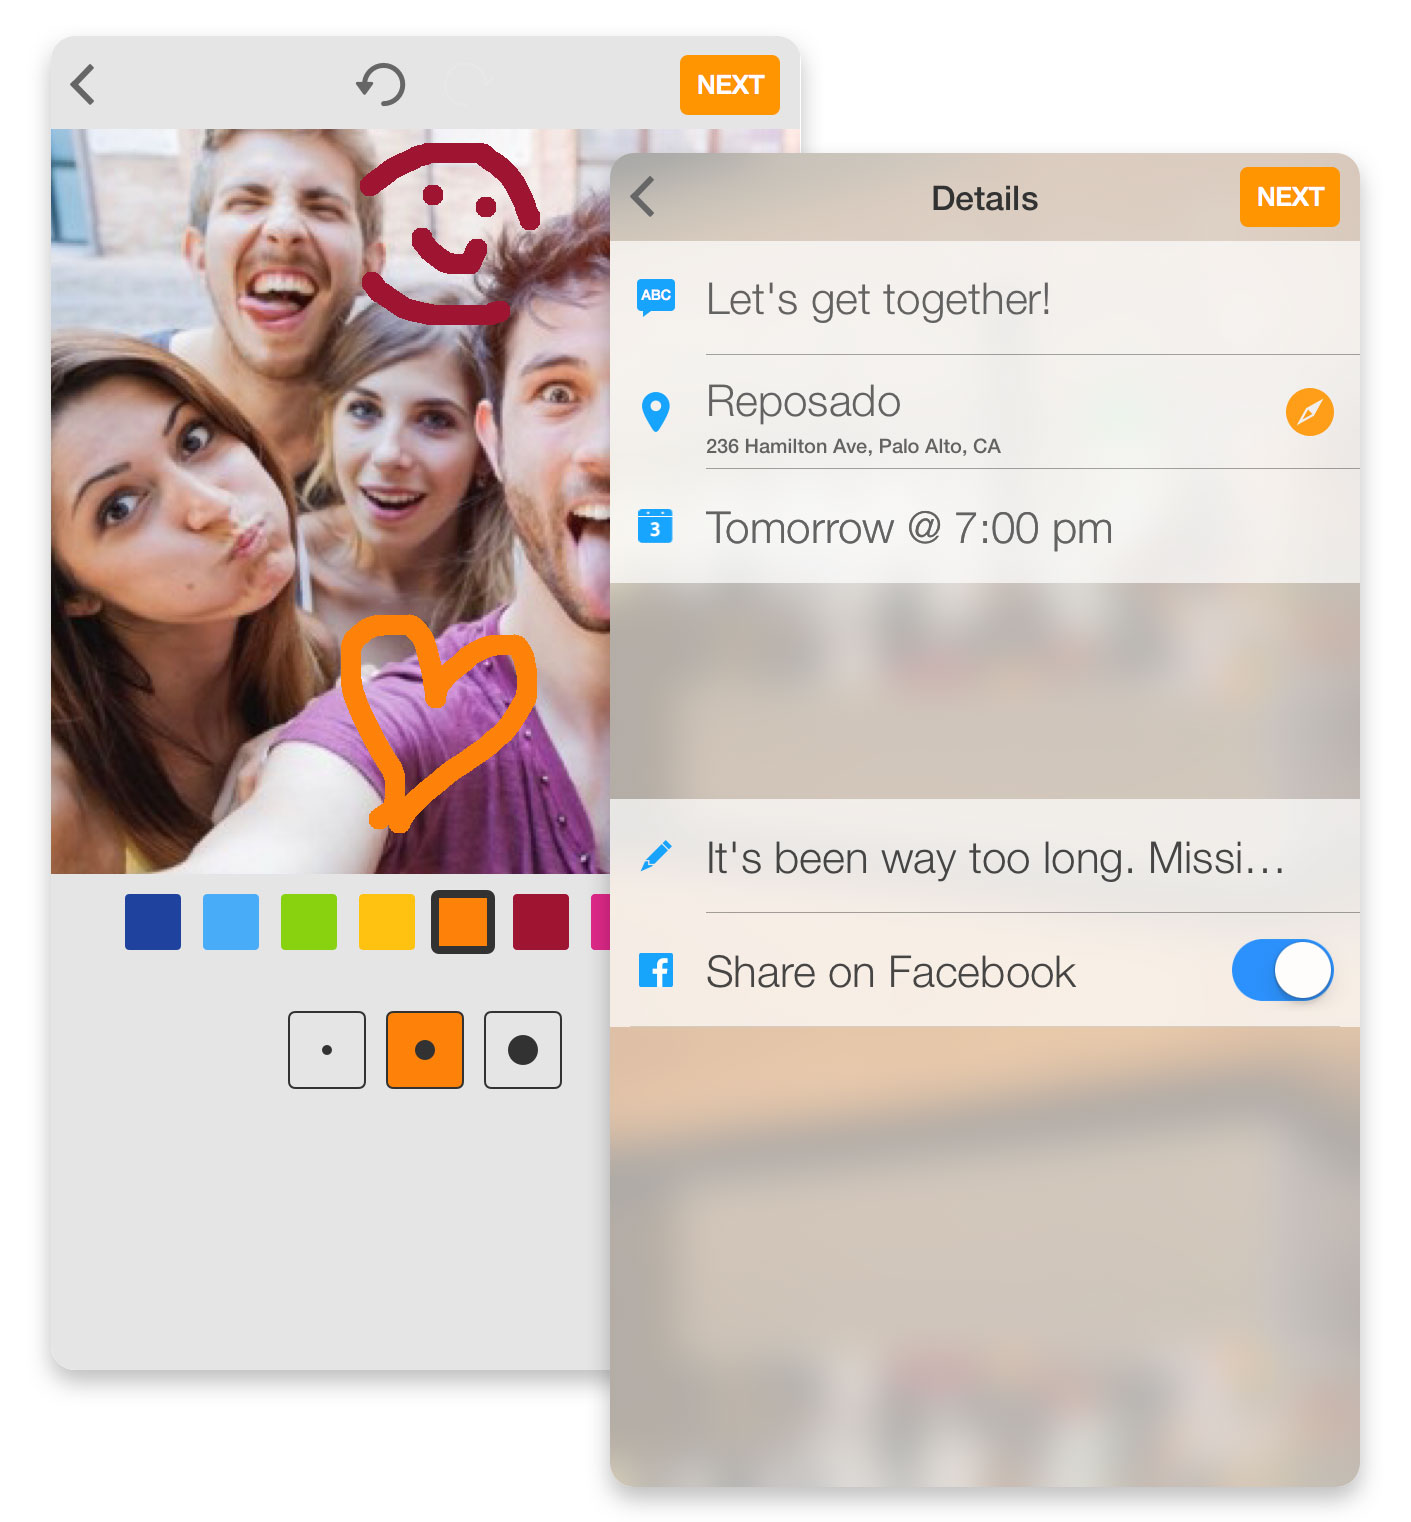 NEXT
Details
NEXT
ABC
Let's get together!
Reposado
236 Hamilton Ave, Palo Alto, CA
3
Tomorrow @ 7:00 pm
It's been way too long. Missi...
f
Share on Facebook